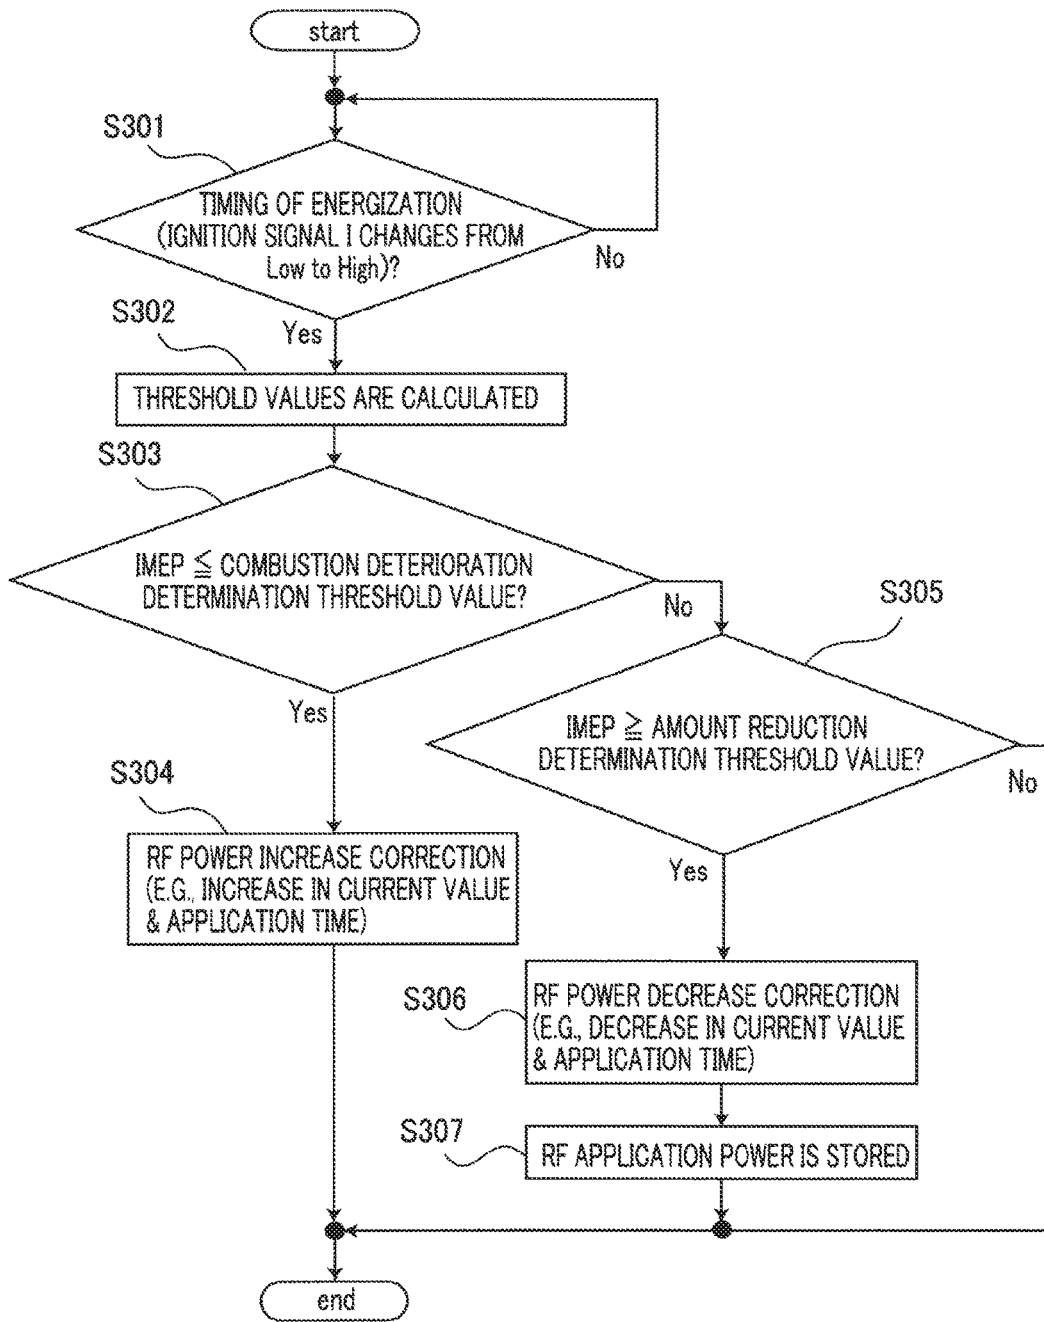 start
S301
TIMING OF ENERGIZATION
(IGNITION SIGNAL I CHANGES FROM
Low to High)?
No
Yes
S302
THRESHOLD VALUES ARE CALCULATED
S303
IMEP ≦ COMBUSTION DETERIORATION
DETERMINATION THRESHOLD VALUE?
No
Yes
S305
IMEP ≧ AMOUNT REDUCTION
DETERMINATION THRESHOLD VALUE?
No
Yes
S304
RF POWER INCREASE CORRECTION
(E.G., INCREASE IN CURRENT VALUE
& APPLICATION TIME)
S306
RF POWER DECREASE CORRECTION
(E.G., DECREASE IN CURRENT VALUE
& APPLICATION TIME)
S307
RF APPLICATION POWER IS STORED
end